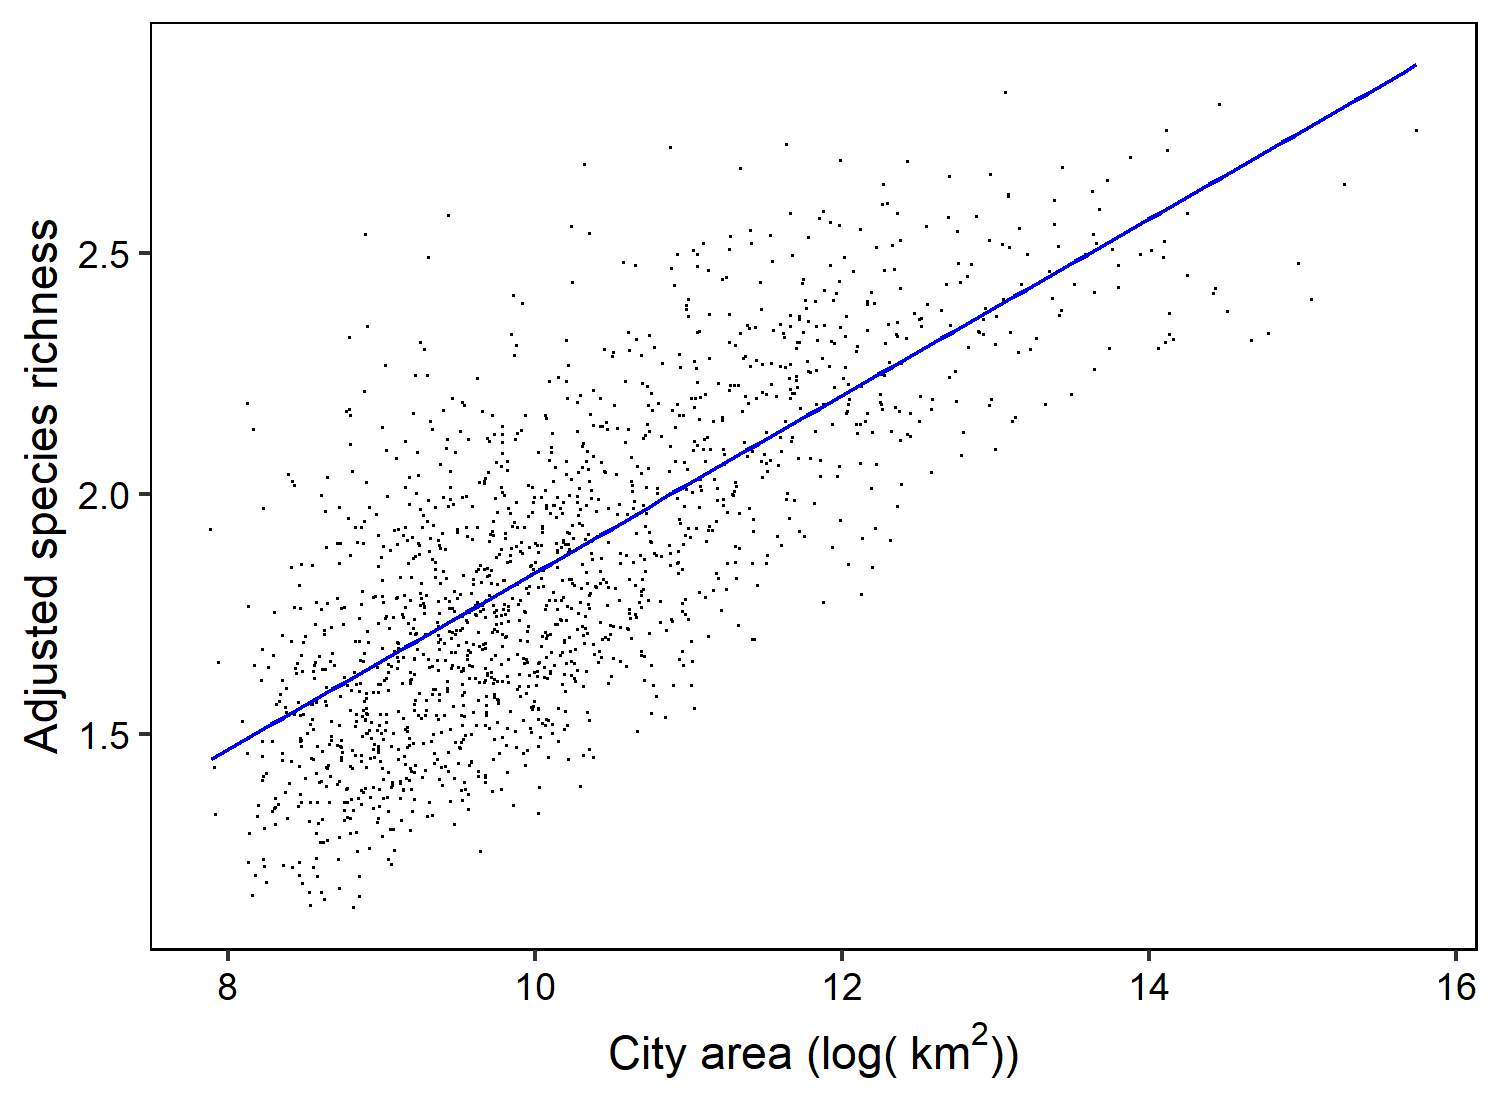 Adjusted species richness
2.5
2.0
1.5
8 10 12 14 16
City area (log( km²))